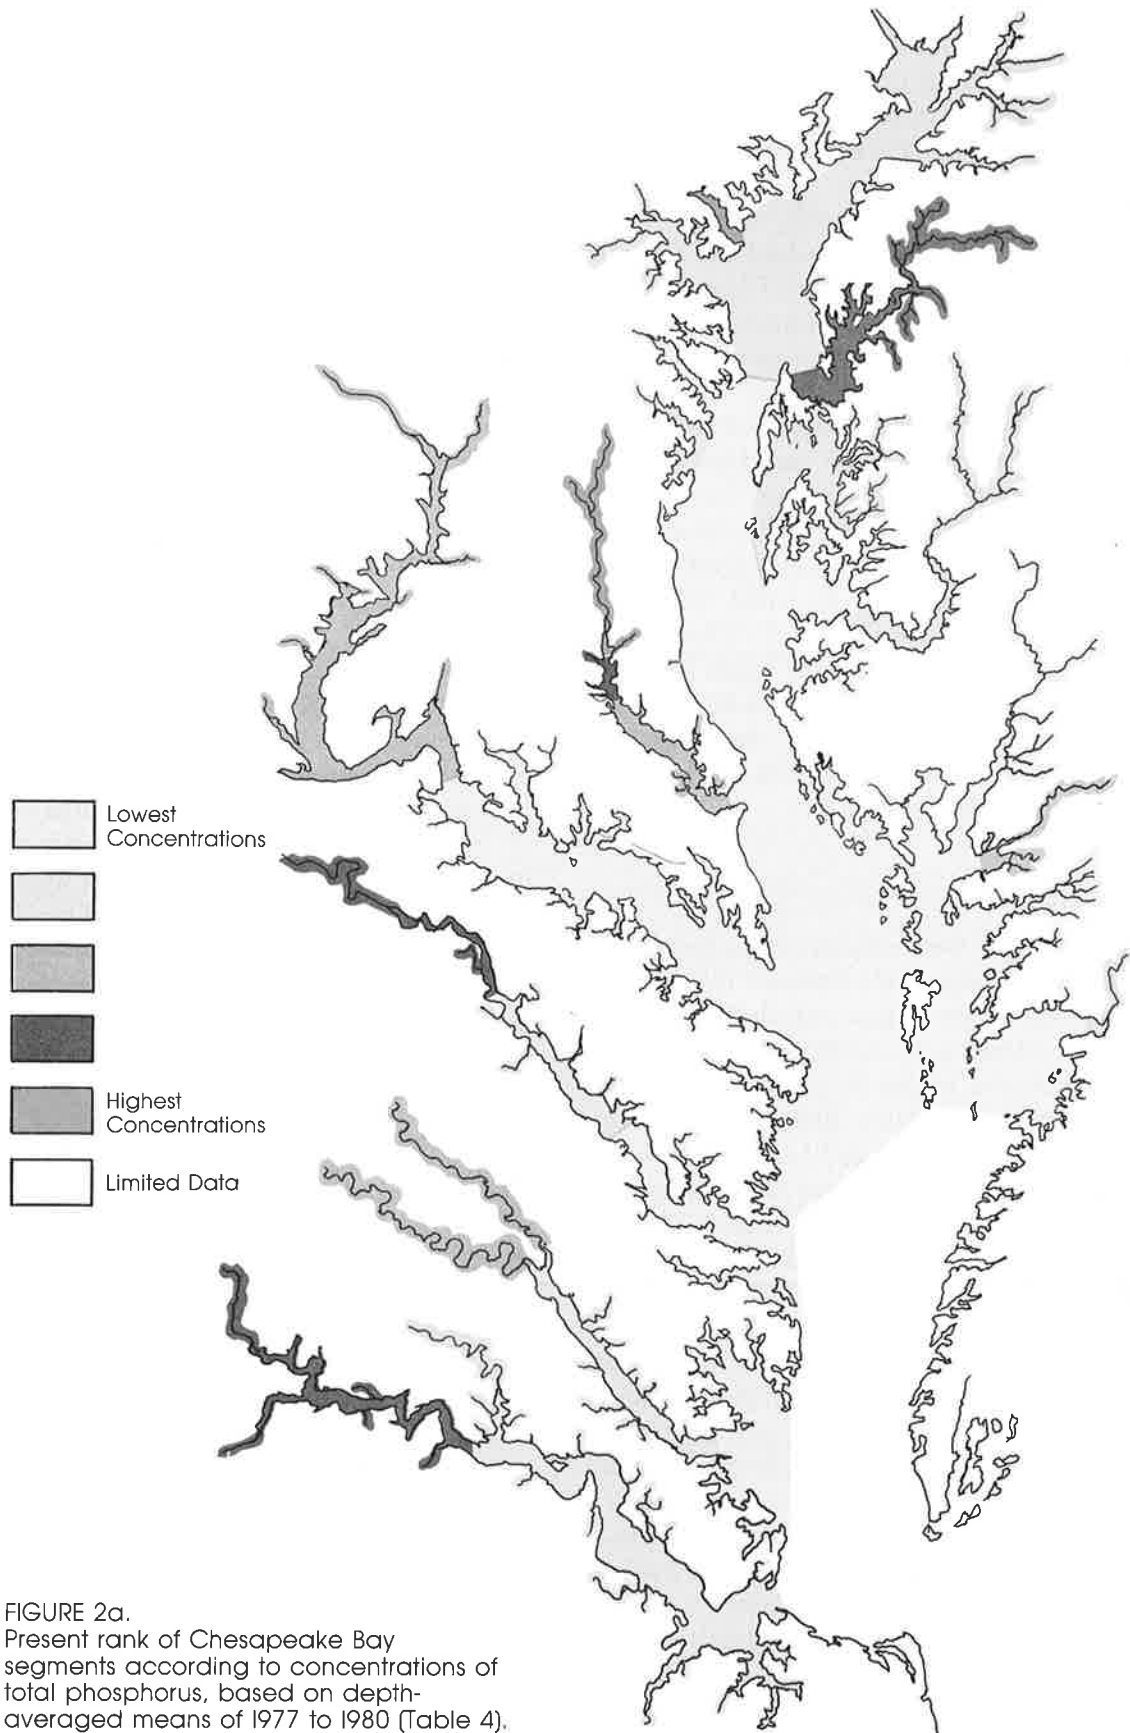 Lowest
Concentrations
Highest
Concentrations
Limited Data
FIGURE 2a.
Present rank of Chesapeake Bay
segments according to concentrations of
total phosphorus, based on depth-
averaged means of 1977 to 1980 (Table 4).